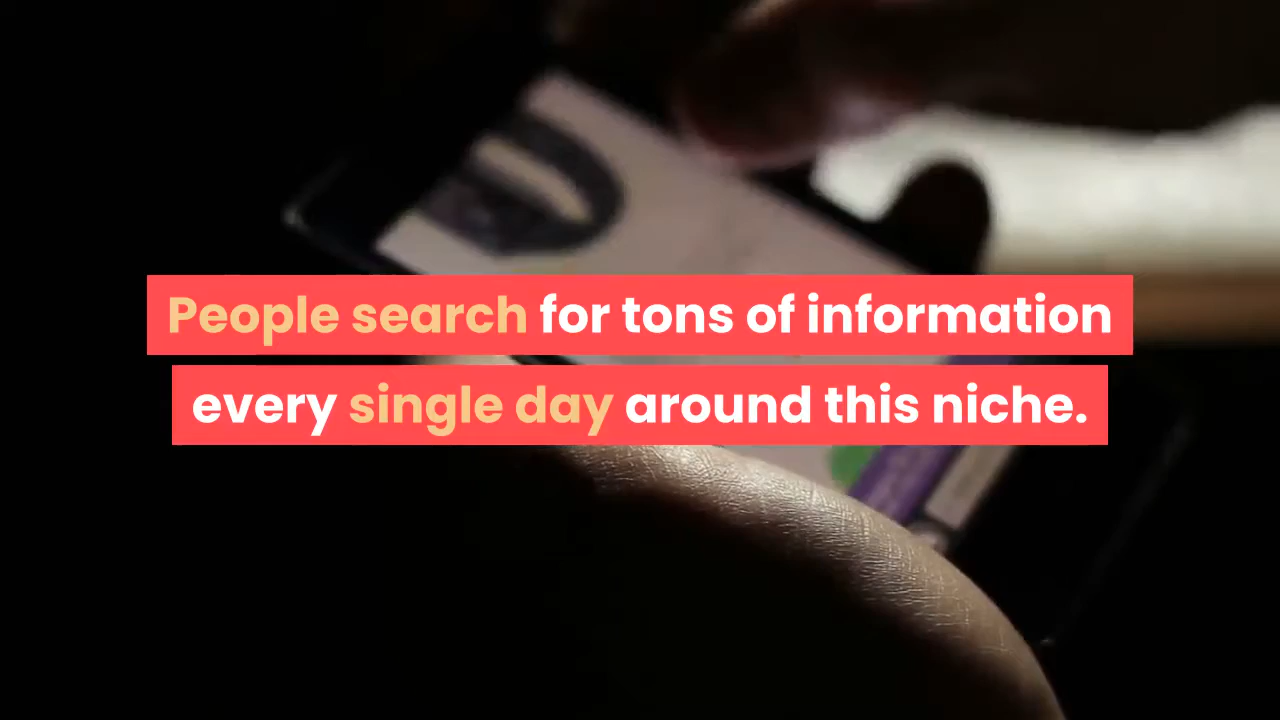 People search for tons of information
every single day around this niche.